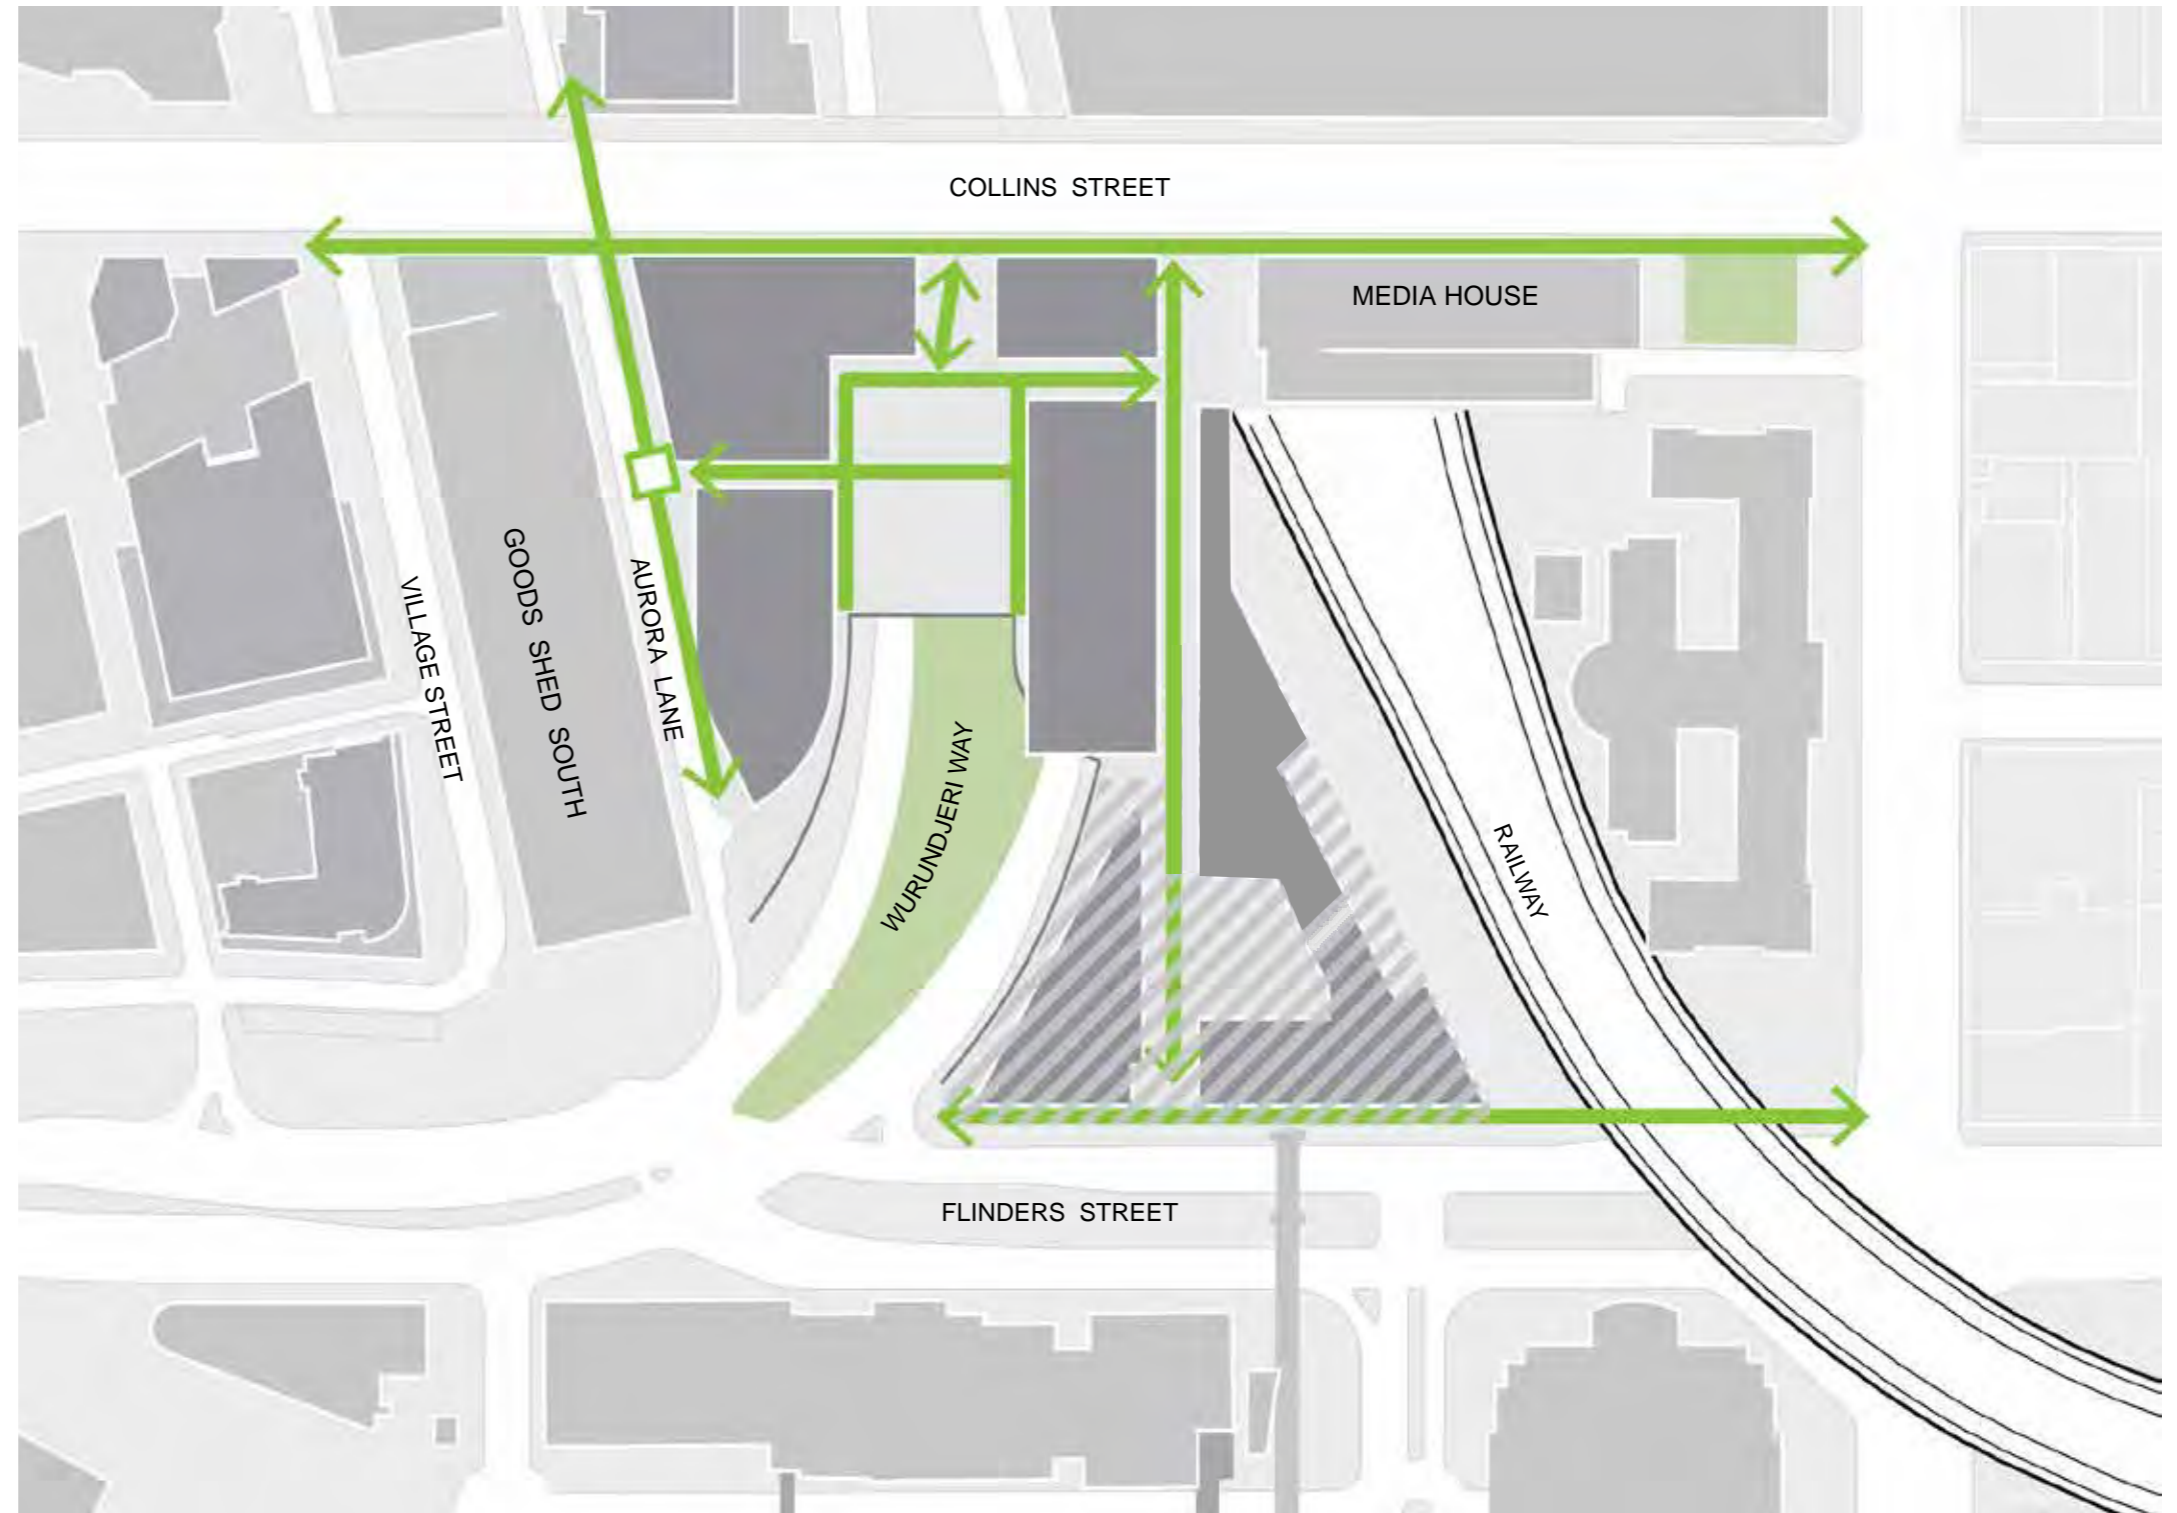 COLLINS STREET
MEDIA HOUSE
GOODS SHED SOUTH
AURORA LANE
VILLAGE STREET
WURUNDJERI WAY
RAILWAY
FLINDERS STREET